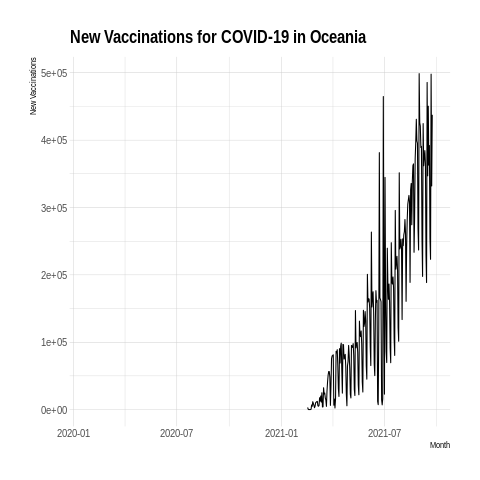 New Vaccinations for COVID-19 in Oceania
New Vaccinations
5e+05
4e+05
3e+05
2e+05
1e+05
0e+00
2020-01 2020-07 2021-01 2021-07
Month